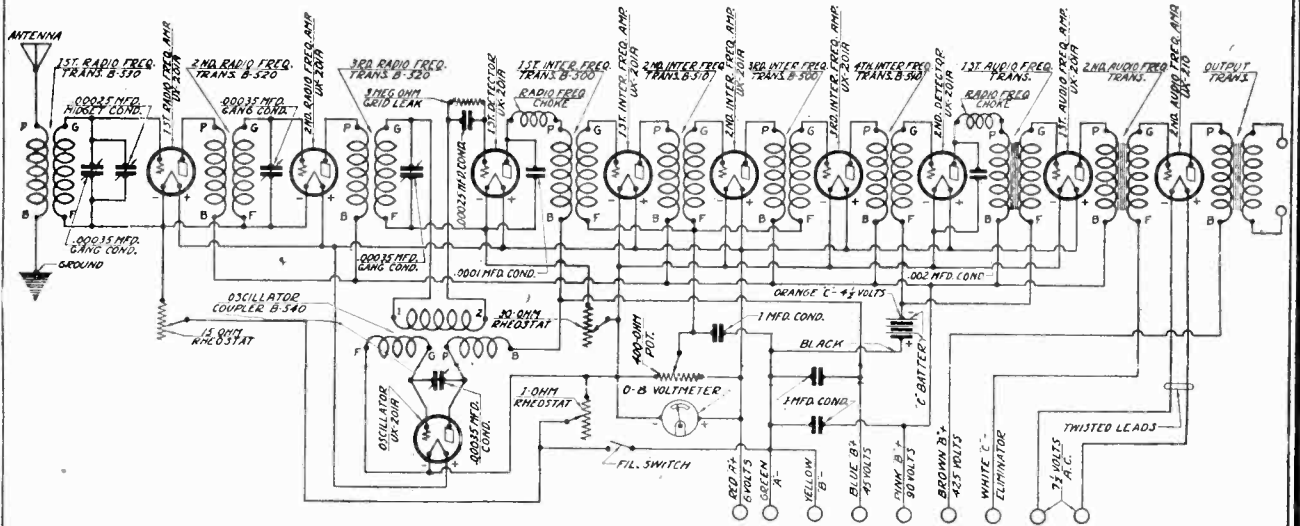 ANTENNA
1ST. RADIO FREQ.
TRANS. B-530
.00025 MFD.
MIDGET COND.
1ST. RADIO FREQ. AMP.
UX-201A
2ND. RADIO FREQ.
TRANS. B-520
.00035 MFD.
GANG COND.
2ND. RADIO FREQ. AMP.
UX-201A
3RD. RADIO FREQ.
TRANS. B-520
3 MEG OHM
GRID LEAK
.00025 MFD. COND.
1ST. DETECTOR
UX-201A
RADIO FREQ.
CHOKE
1ST. INTER. FREQ.
TRANS. B-500
1ST. INTER. FREQ. AMP.
UX-201A
2ND. INTER. FREQ.
TRANS. B-510
2ND. INTER. FREQ. AMP.
UX-201A
3RD. INTER. FREQ.
TRANS. B-500
3RD. INTER. FREQ. AMP.
UX-201A
4TH. INTER. FREQ.
TRANS.
2ND. DETECTOR
UX-201A
RADIO FREQ.
CHOKE
1ST. AUDIO FREQ.
TRANS.
1ST. AUDIO FREQ. AMP.
UX-201A
2ND. AUDIO FREQ.
TRANS.
2ND. AUDIO FREQ. AMP.
UX-210
OUTPUT
TRANS.
P G P G P G P G P G P G P G P G P G P
B F B F B F B F B F B F B F B F B F B
- + - + - + - + - + - + - + - + - +
.00035 MFD.
GANG COND.
GROUND
15 OHM
RHEOSTAT
OSCILLATOR
COUPLER B-540
.00035 MFD.
GANG COND.
.0001 MFD. COND.
.002 MFD. COND.
1 2
F G P B
20 OHM
RHEOSTAT
OSCILLATOR
UX-201A
- +
.00035 MFD.
COND.
1-OHM
RHEOSTAT
400-OHM
POT.
0-8 VOLTMETER
- +
1 MFD. COND.
1 MFD. COND.
FIL. SWITCH
ORANGE "C"- 4½ VOLTS
-
BLACK
+
"C" BATTERY
TWISTED LEADS
RED A+
6 VOLTS
GREEN
A-
YELLOW
B-
BLUE B+
45 VOLTS
PINK B+
90 VOLTS
BROWN B+
425 VOLTS
WHITE "C"-
ELIMINATOR
7½ VOLTS
A.C.